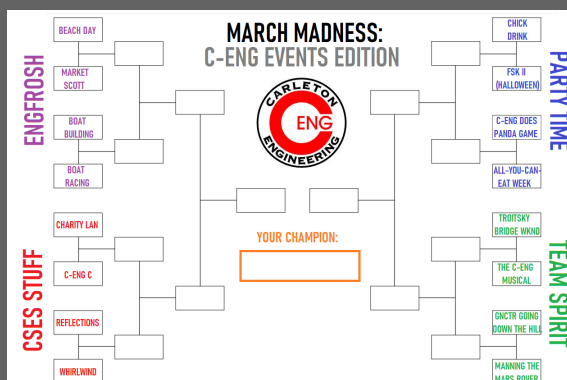 MARCH MADNESS:
C-ENG EVENTS EDITION
ENGFROSH
BEACH DAY
MARKET
SCOTT
BOAT
BUILDING
BOAT
RACING
CSES STUFF
CHARITY LAN
C-ENG C
REFLECTIONS
WHIRLWIND
CARLETON
C ENG
ENGINEERING
YOUR CHAMPION:
PARTY TIME
CHICK
DRINK
FSK II
(HALLOWEEN)
C-ENG DOES
PANDA GAME
ALL-YOU-CAN-
EAT WEEK
TEAM SPIRIT
TROITSKY
BRIDGE WKND
THE C-ENG
MUSICAL
GNCTR GOING
DOWN THE HILL
MANNING THE
MARS ROVER